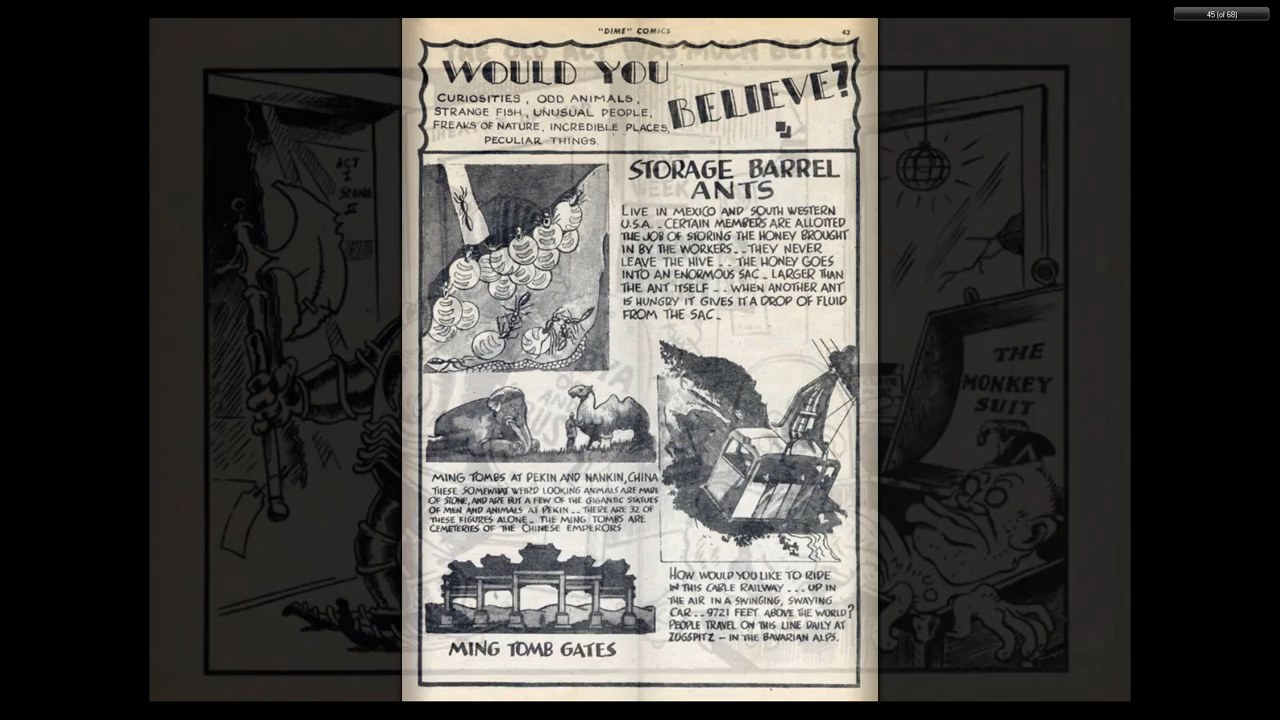 45 (of 68)
"DIME" COMICS
43
WOULD YOU
BELIEVE?
CURIOSITIES, ODD ANIMALS,
STRANGE FISH, UNUSUAL PEOPLE,
FREAKS OF NATURE, INCREDIBLE PLACES,
PECULIAR THINGS.
STORAGE BARREL
ANTS
LIVE IN MEXICO AND SOUTH WESTERN
U.S.A. .. CERTAIN MEMBERS ARE ALLOTTED
THE JOB OF STORING THE HONEY BROUGHT
IN BY THE WORKERS.. THEY NEVER
LEAVE THE HIVE ... THE HONEY GOES
INTO AN ENORMOUS SAC _ LARGER THAN
THE ANT ITSELF .. WHEN ANOTHER ANT
IS HUNGRY IT GIVES IT A DROP OF FLUID
FROM THE SAC_
MING TOMBS AT PEKIN AND NANKIN, CHINA
THESE SOMEWHAT WEIRD LOOKING ANIMALS ARE MADE
OF STONE, AND ARE BUT A FEW OF THE GIGANTIC STATUES
OF MEN AND ANIMALS AT PEKIN .. THERE ARE 32 OF
THESE FIGURES ALONE _ THE MING TOMBS ARE
CEMETERIES OF THE CHINESE EMPERORS
MING TOMB GATES
HOW WOULD YOU LIKE TO RIDE
IN THIS CABLE RAILWAY ... UP IN
THE AIR IN A SWINGING, SWAYING
CAR .. 9721 FEET ABOVE THE WORLD?
PEOPLE TRAVEL ON THIS LINE DAILY AT
ZUGSPITZ – IN THE BAVARIAN ALPS.
ACT
I
SCENE
II
THE
MONKEY
SUIT